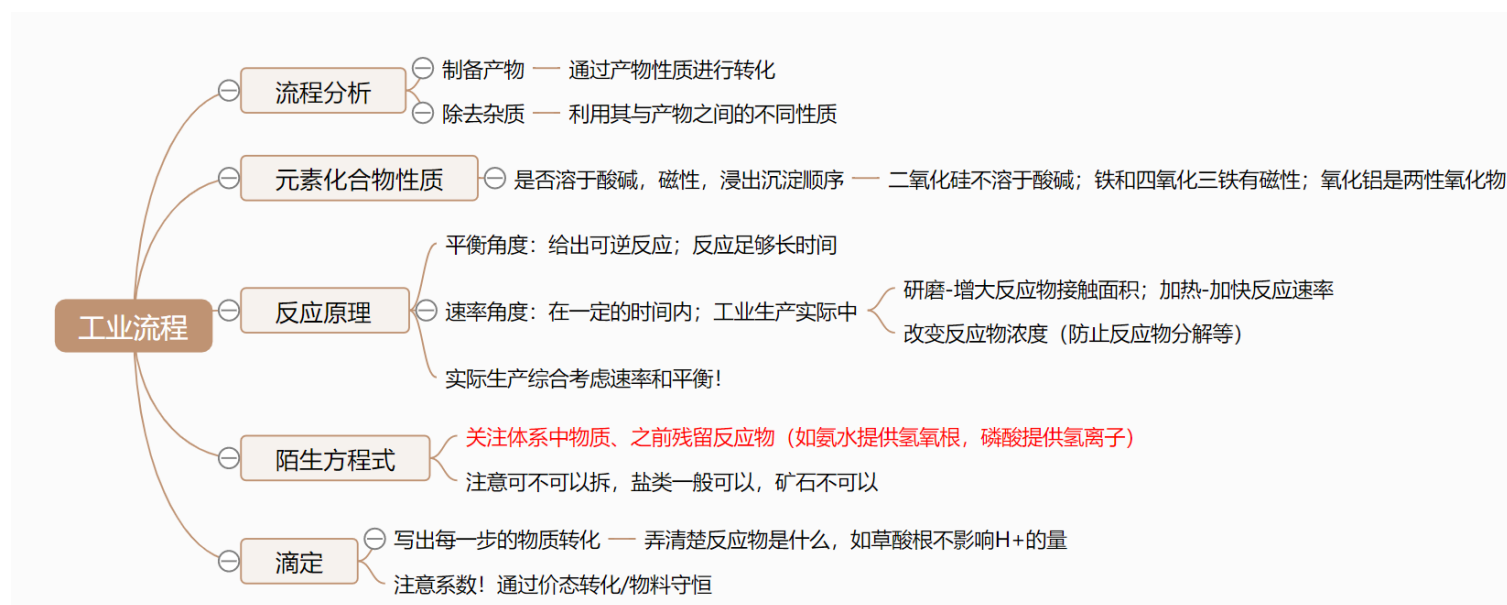 工业流程
流程分析
制备产物
通过产物性质进行转化
除去杂质
利用其与产物之间的不同性质
元素化合物性质
是否溶于酸碱，磁性，浸出沉淀顺序
二氧化硅不溶于酸碱；铁和四氧化三铁有磁性；氧化铝是两性氧化物
反应原理
平衡角度：给出可逆反应；反应足够长时间
速率角度：在一定的时间内；工业生产实际中
研磨-增大反应物接触面积；加热-加快反应速率
改变反应物浓度（防止反应物分解等）
实际生产综合考虑速率和平衡！
陌生方程式
关注体系中物质、之前残留反应物（如氨水提供氢氧根，磷酸提供氢离子）
注意可不可以拆，盐类一般可以，矿石不可以
滴定
写出每一步的物质转化
弄清楚反应物是什么，如草酸根不影响H+的量
注意系数！通过价态转化/物料守恒